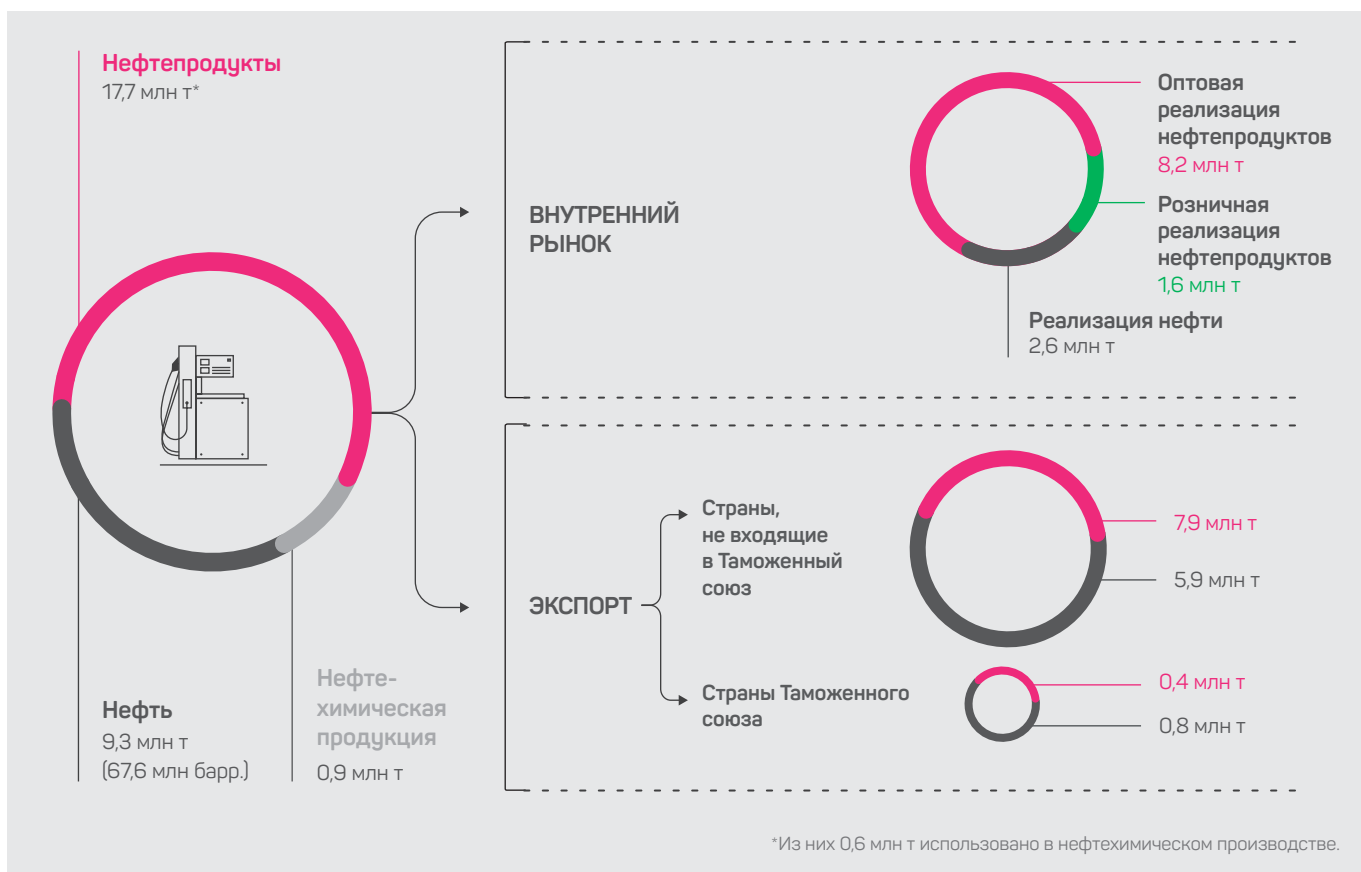 Нефтепродукты
17,7 млн т*
Нефть
9,3 млн т
(67,6 млн барр.)
Нефте-
химическая
продукция
0,9 млн т
ВНУТРЕННИЙ
РЫНОК
Оптовая
реализация
нефтепродуктов
8,2 млн т
Розничная
реализация
нефтепродуктов
1,6 млн т
Реализация нефти
2,6 млн т
ЭКСПОРТ
Страны,
не входящие
в Таможенный
союз
7,9 млн т
5,9 млн т
Страны Таможенного
союза
0,4 млн т
0,8 млн т
*Из них 0,6 млн т использовано в нефтехимическом производстве.